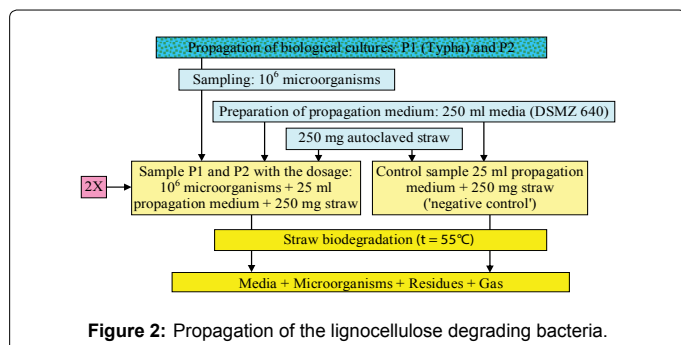 Propagation of biological cultures: P1 (Typha) and P2
Sampling: 10⁶ microorganisms
Preparation of propagation medium: 250 ml media (DSMZ 640)
250 mg autoclaved straw
2X
Sample P1 and P2 with the dosage:
10⁶ microorganisms + 25 ml
propagation medium + 250 mg straw
Control sample 25 ml propagation
medium + 250 mg straw
('negative control')
Straw biodegradation (t = 55℃)
Media + Microorganisms + Residues + Gas
Figure 2: Propagation of the lignocellulose degrading bacteria.